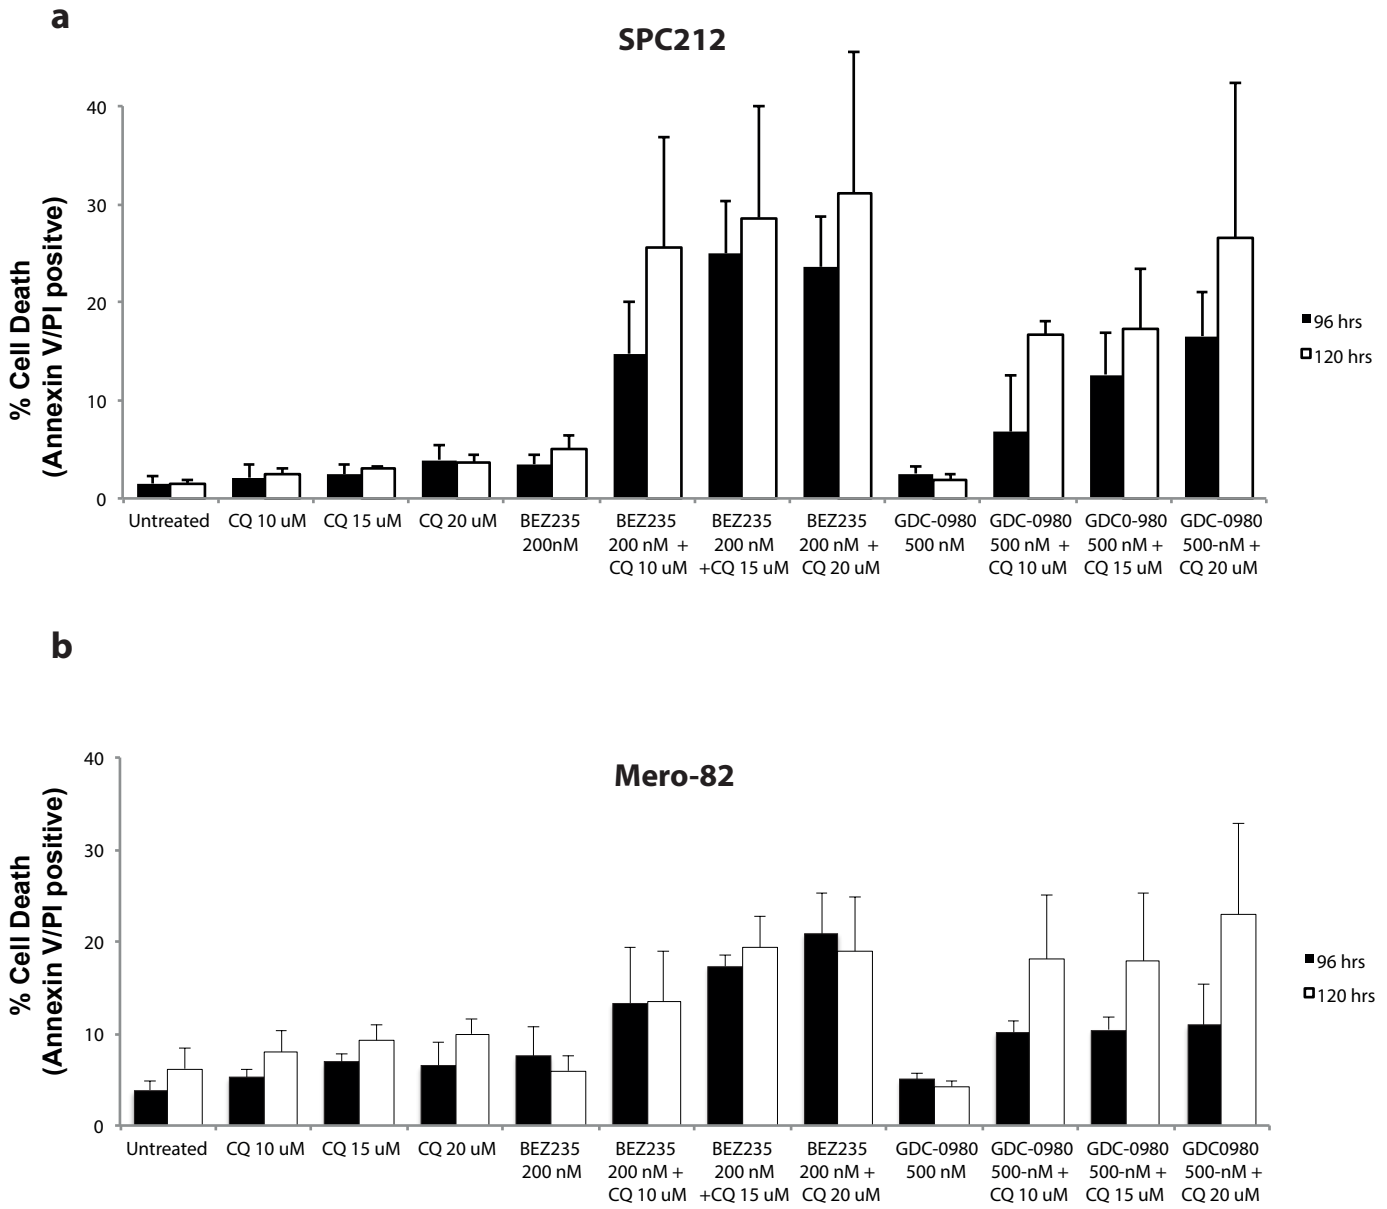 a
SPC212
% Cell Death
(Annexin V/PI positve)
40
30
20
10
0
96 hrs
120 hrs
Untreated
CQ 10 uM
CQ 15 uM
CQ 20 uM
BEZ235
200nM
BEZ235
200 nM +
CQ 10 uM
BEZ235
200 nM
+CQ 15 uM
BEZ235
200 nM +
CQ 20 uM
GDC-0980
500 nM
GDC-0980
500 nM +
CQ 10 uM
GDC0-980
500 nM +
CQ 15 uM
GDC-0980
500-nM +
CQ 20 uM
b
Mero-82
% Cell Death
(Annexin V/PI positive)
40
30
20
10
0
96 hrs
120 hrs
Untreated
CQ 10 uM
CQ 15 uM
CQ 20 uM
BEZ235
200 nM
BEZ235
200 nM +
CQ 10 uM
BEZ235
200 nM
+CQ 15 uM
BEZ235
200 nM +
CQ 20 uM
GDC-0980
500 nM
GDC-0980
500-nM +
CQ 10 uM
GDC-0980
500-nM +
CQ 15 uM
GDC0980
500-nM +
CQ 20 uM